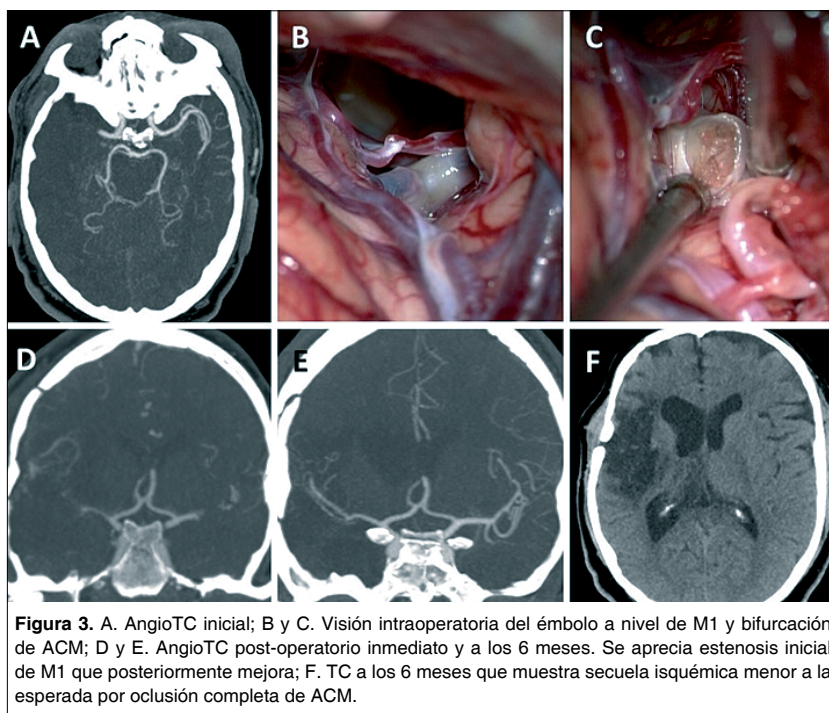 A
B
C
D
E
F
Figura 3. A. AngioTC inicial; B y C. Visión intraoperatoria del émbolo a nivel de M1 y bifurcación
de ACM; D y E. AngioTC post-operatorio inmediato y a los 6 meses. Se aprecia estenosis inicial
de M1 que posteriormente mejora; F. TC a los 6 meses que muestra secuela isquémica menor a la
esperada por oclusión completa de ACM.